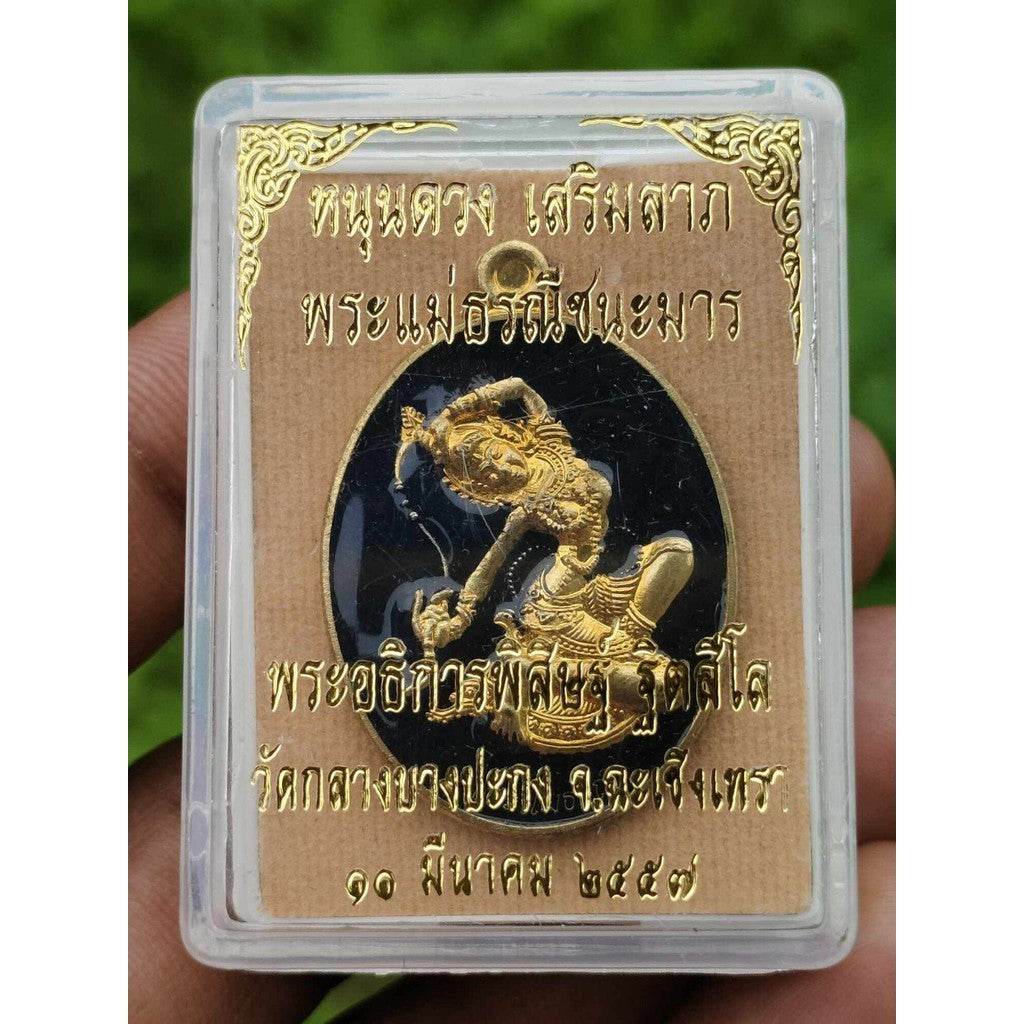 หนุนดวง เสริมลาภ
พระแม่ธรณีชนะมาร
พระอธิการพิสิษฐ์ ฐิตสีโล
วัดกลางบางปะกง จ.ฉะเชิงเทรา
๑๑ มีนาคม ๒๕๕๗